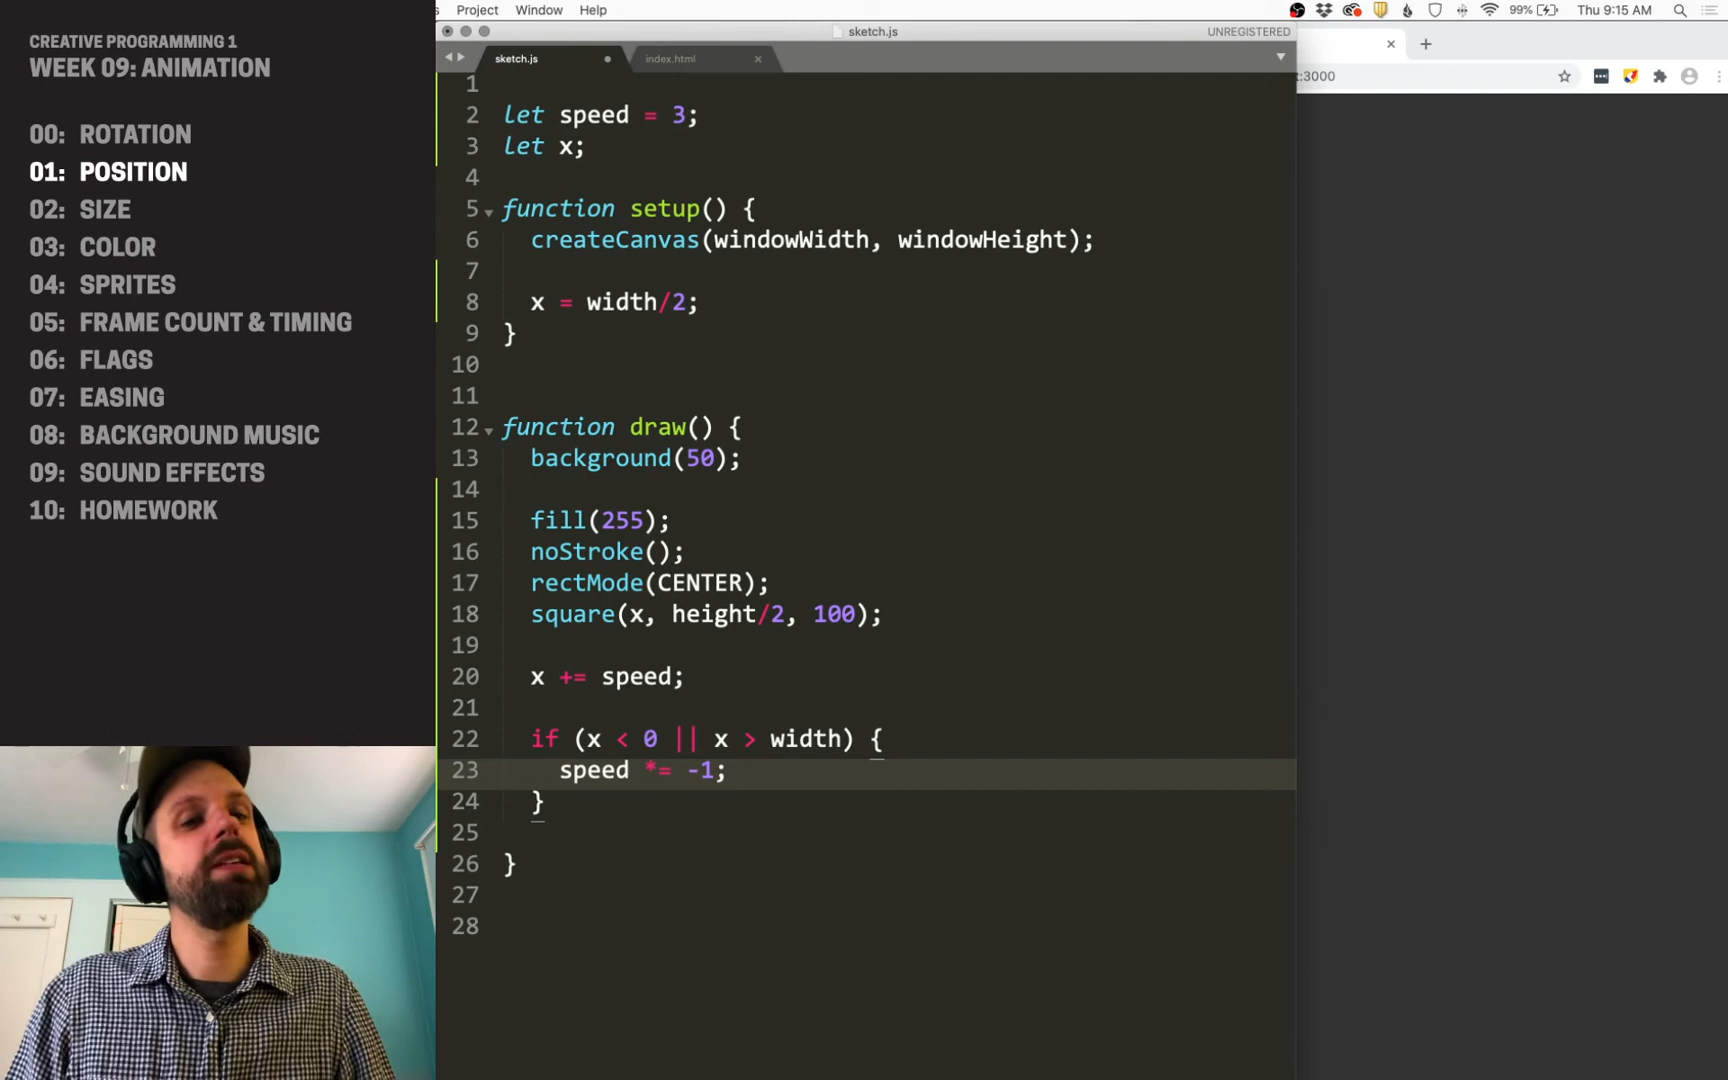 CREATIVE PROGRAMMING 1
WEEK 09: ANIMATION
00: ROTATION
01: POSITION
02: SIZE
03: COLOR
04: SPRITES
05: FRAME COUNT & TIMING
06: FLAGS
07: EASING
08: BACKGROUND MUSIC
09: SOUND EFFECTS
10: HOMEWORK
s Project Window Help
99% Thu 9:15 AM
sketch.js UNREGISTERED
sketch.js index.html
:3000
1
2 let speed = 3;
3 let x;
4
5 function setup() {
6 createCanvas(windowWidth, windowHeight);
7
8 x = width/2;
9 }
10
11
12 function draw() {
13 background(50);
14
15 fill(255);
16 noStroke();
17 rectMode(CENTER);
18 square(x, height/2, 100);
19
20 x += speed;
21
22 if (x < 0 || x > width) {
23 speed *= -1;
24 }
25
26 }
27
28